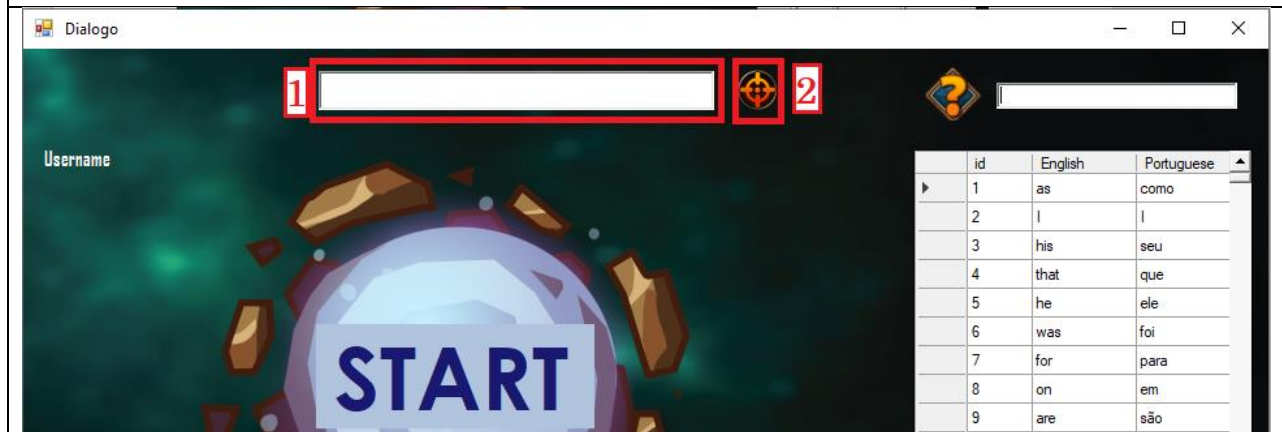 Dialogo
1
2
Username
id English Portuguese
1 as como
2 I I
3 his seu
4 that que
5 he ele
6 was foi
7 for para
8 on em
9 are são
START